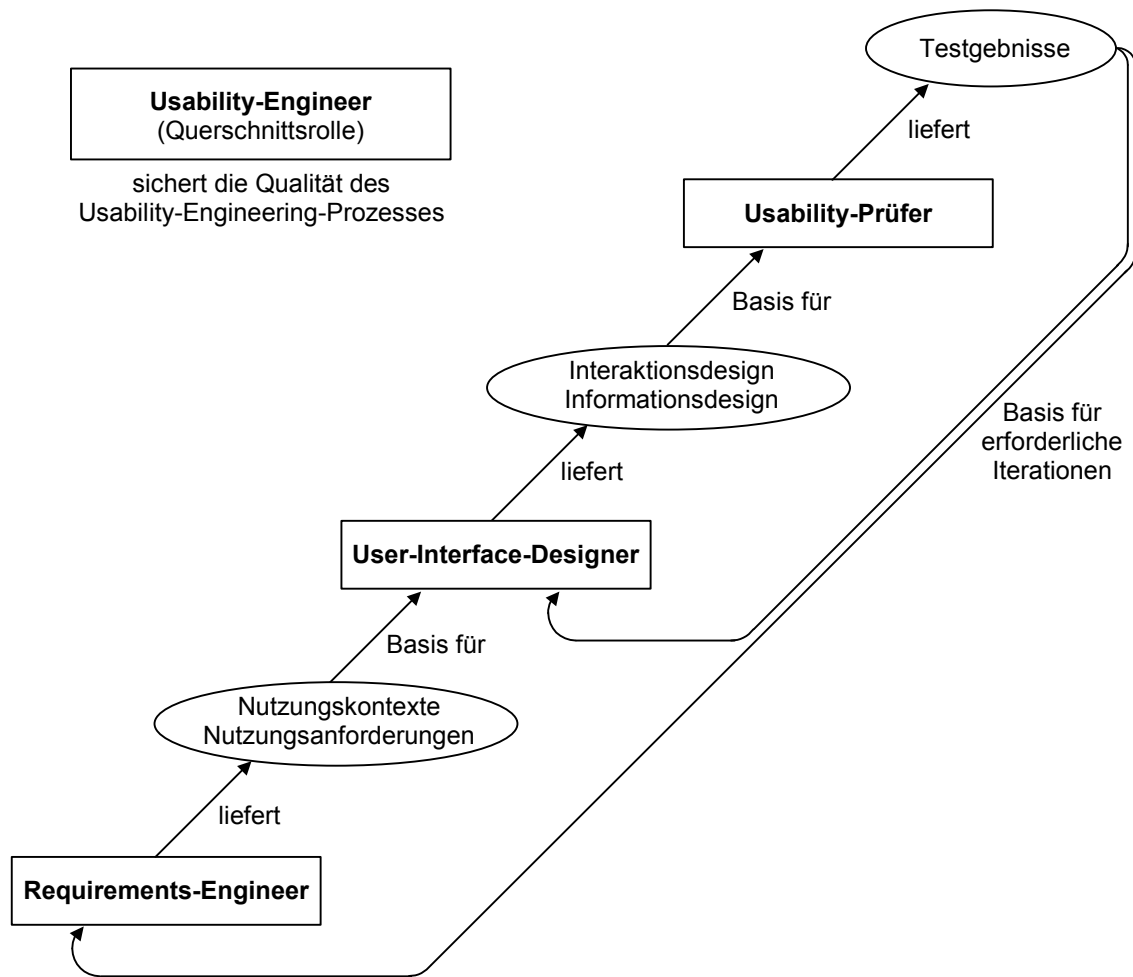 Testgebnisse
Usability-Engineer
(Querschnittsrolle)
sichert die Qualität des
Usability-Engineering-Prozesses
liefert
Usability-Prüfer
Basis für
Interaktionsdesign
Informationsdesign
Basis für
erforderliche
Iterationen
liefert
User-Interface-Designer
Basis für
Nutzungskontexte
Nutzungsanforderungen
liefert
Requirements-Engineer